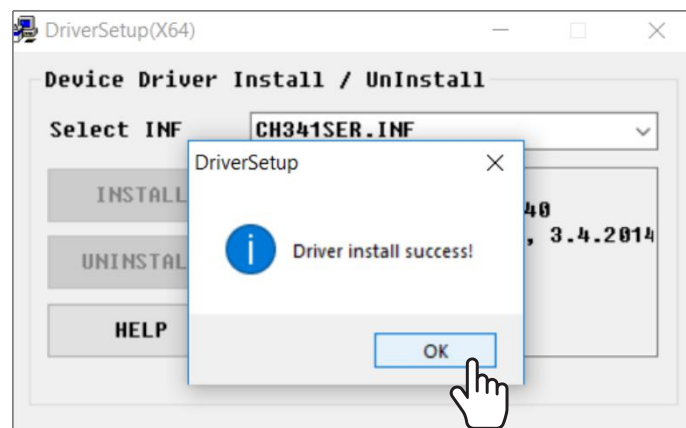 DriverSetup(X64)
Device Driver Install / UnInstall
Select INF
CH341SER.INF
DriverSetup
INSTALL
40
, 3.4.2014
Driver install success!
UNINSTAL
HELP
OK